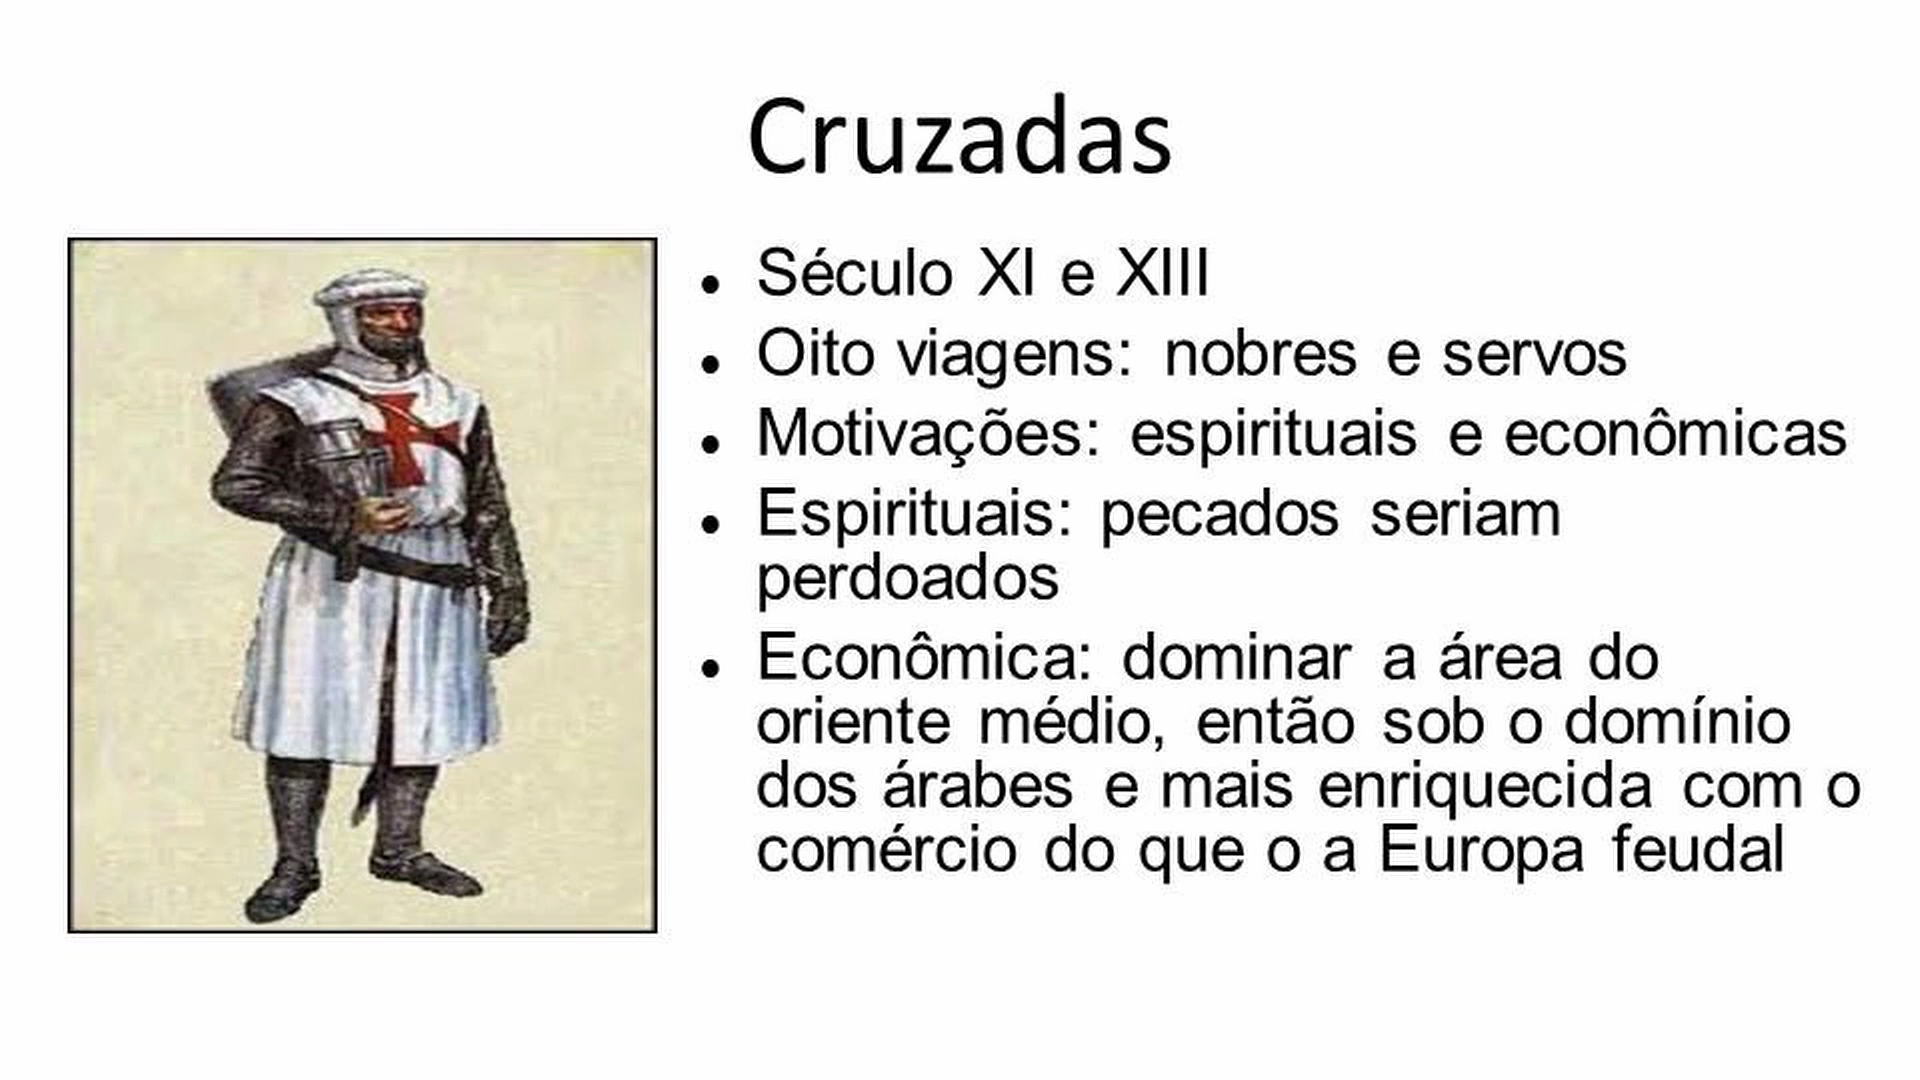 Cruzadas
Século XI e XIII
Oito viagens: nobres e servos
Motivações: espirituais e econômicas
Espirituais: pecados seriam
perdoados
Econômica: dominar a área do
oriente médio, então sob o domínio
dos árabes e mais enriquecida com o
comércio do que o a Europa feudal